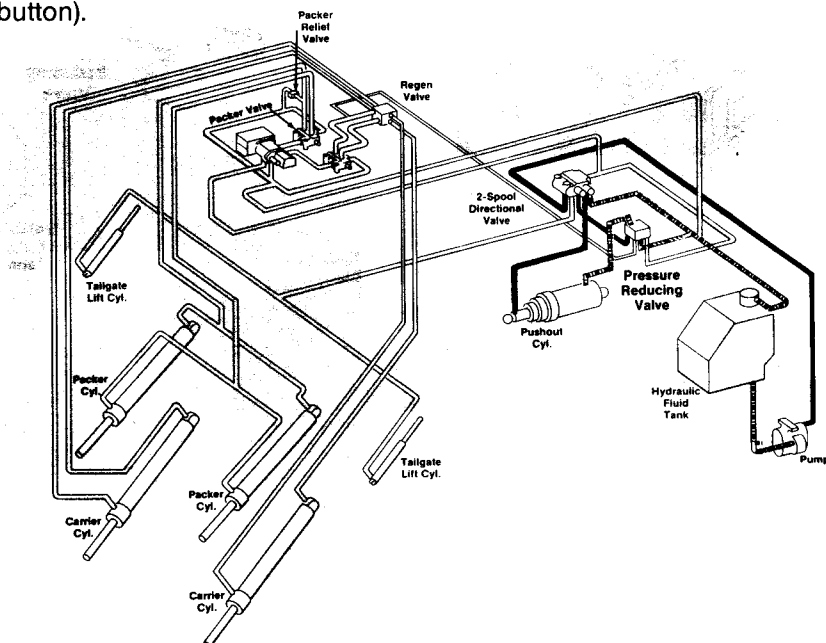 button).
Packer
Relief
Valve
Regen
Valve
Packer Valve
2-Spool
Directional
Valve
Tailgate
Lift Cyl.
Pressure
Reducing
Valve
Pushout
Cyl.
Packer
Cyl.
Hydraulic
Fluid
Tank
Pump
Tailgate
Lift Cyl.
Packer
Cyl.
Carrier
Cyl.
Carrier
Cyl.